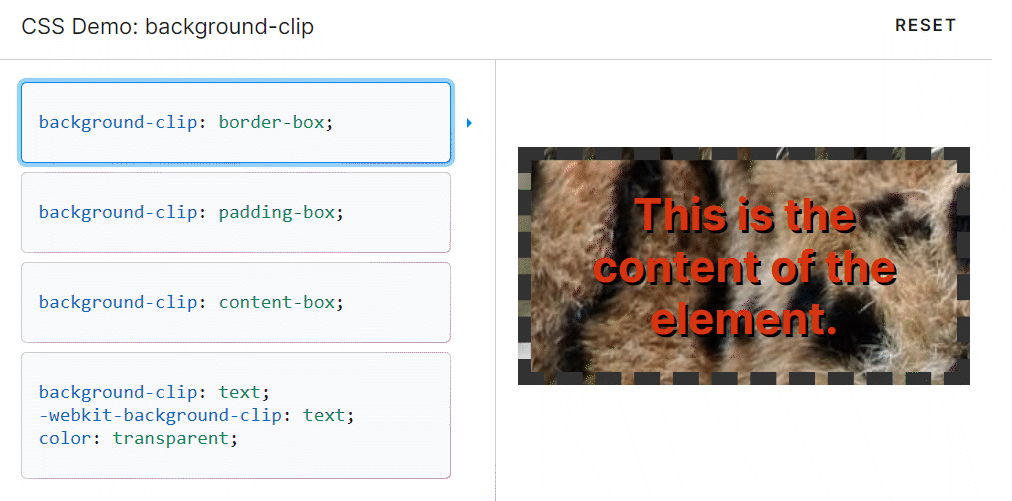 CSS Demo: background-clip
RESET
background-clip: border-box;
background-clip: padding-box;
background-clip: content-box;
background-clip: text;
-webkit-background-clip: text;
color: transparent;
This is the
content of the
element.